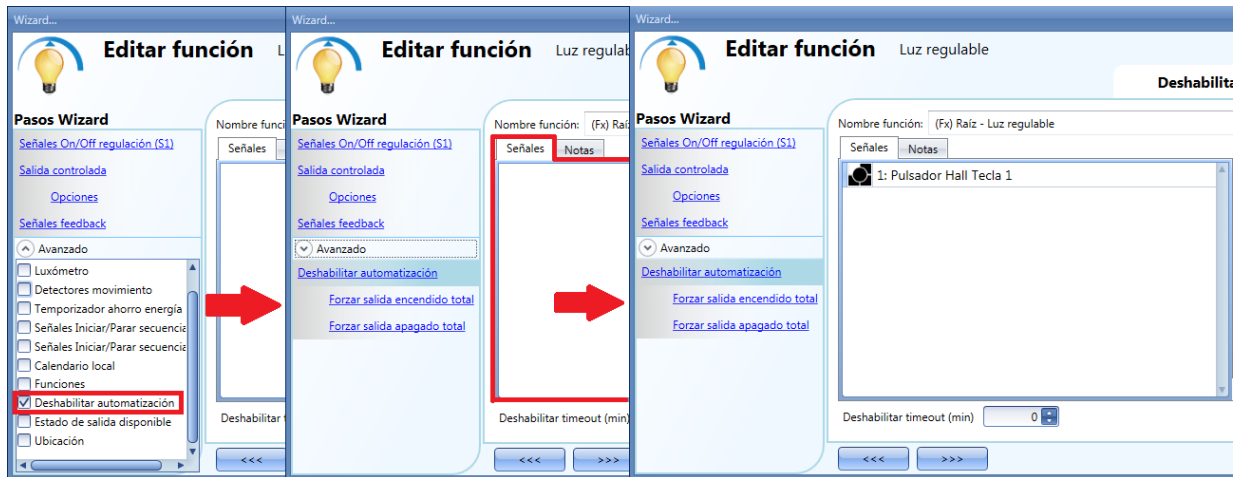 Wizard...
Editar función L
Pasos Wizard
Señales On/Off regulación (S1)
Salida controlada
Opciones
Señales feedback
Avanzado
Luxómetro
Detectores movimiento
Temporizador ahorro energía
Señales Iniciar/Parar secuencia
Señales Iniciar/Parar secuencia
Calendario local
Funciones
Deshabilitar automatización
Estado de salida disponible
Ubicación
Nombre funci
Señales
Deshabilitar t
<<<
Wizard...
Editar función Luz regulab
Pasos Wizard
Señales On/Off regulación (S1)
Salida controlada
Opciones
Señales feedback
Avanzado
Deshabilitar automatización
Forzar salida encendido total
Forzar salida apagado total
Nombre función: (Fx) Raíz
Señales Notas
Deshabilitar timeout (min)
<<< >>>
Wizard...
Editar función Luz regulable
Deshabilita
Pasos Wizard
Señales On/Off regulación (S1)
Salida controlada
Opciones
Señales feedback
Avanzado
Deshabilitar automatización
Forzar salida encendido total
Forzar salida apagado total
Nombre función: (Fx) Raíz - Luz regulable
Señales Notas
1: Pulsador Hall Tecla 1
Deshabilitar timeout (min) 0
<<< >>>